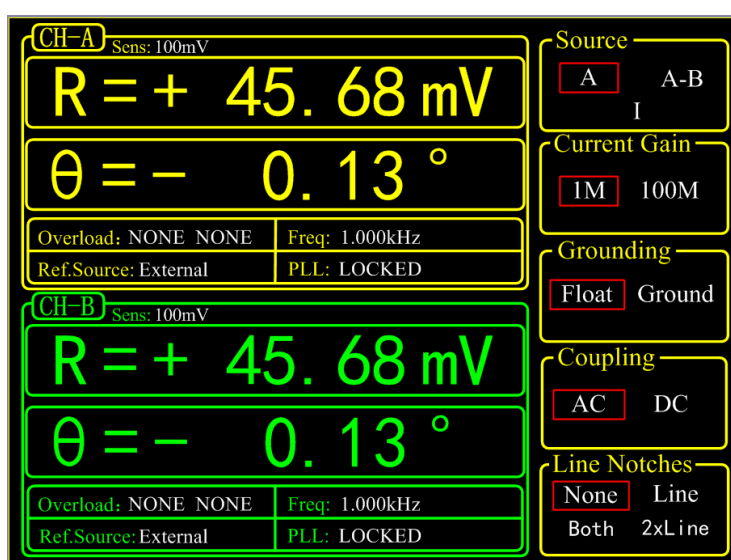 CH-A Sens: 100mV
R = + 45.68 mV
θ = - 0.13 °
Overload: NONE NONE Freq: 1.000kHz
Ref.Source: External PLL: LOCKED
CH-B Sens: 100mV
R = + 45.68 mV
θ = - 0.13 °
Overload: NONE NONE Freq: 1.000kHz
Ref.Source: External PLL: LOCKED
Source
A A-B
I
Current Gain
1M 100M
Grounding
Float Ground
Coupling
AC DC
Line Notches
None Line
Both 2xLine